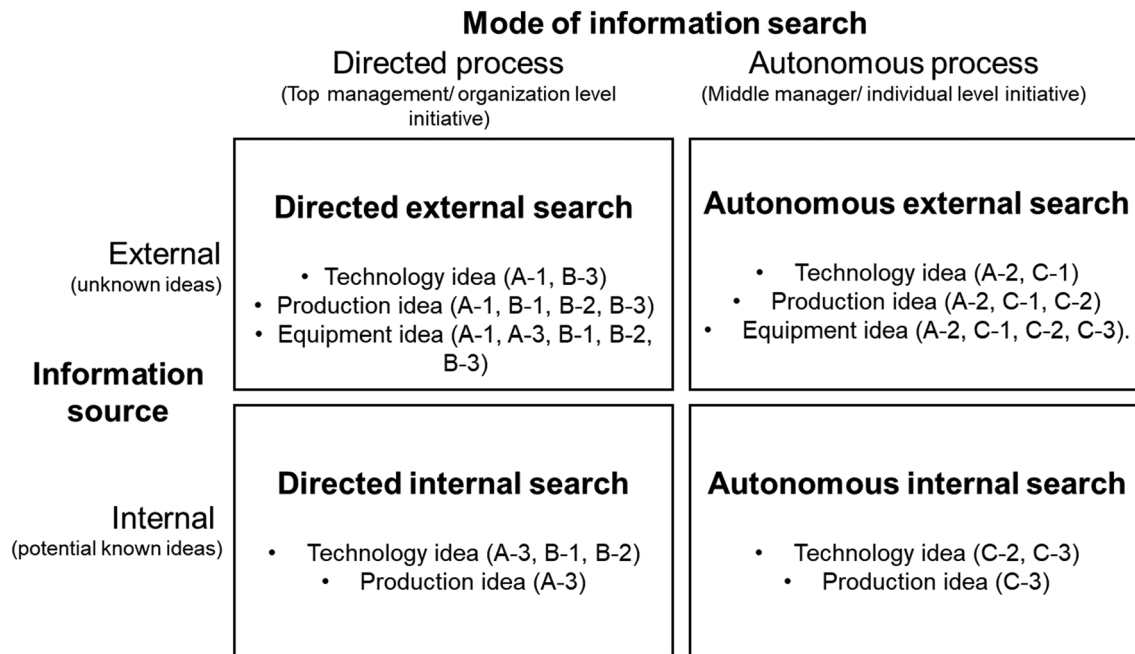 Mode of information search
Directed process
(Top management/ organization level
initiative)
Autonomous process
(Middle manager/ individual level initiative)
External
(unknown ideas)
Directed external search
• Technology idea (A-1, B-3)
• Production idea (A-1, B-1, B-2, B-3)
• Equipment idea (A-1, A-3, B-1, B-2,
B-3)
Autonomous external search
• Technology idea (A-2, C-1)
• Production idea (A-2, C-1, C-2)
• Equipment idea (A-2, C-1, C-2, C-3).
Information
source
Internal
(potential known ideas)
Directed internal search
• Technology idea (A-3, B-1, B-2)
• Production idea (A-3)
Autonomous internal search
• Technology idea (C-2, C-3)
• Production idea (C-3)